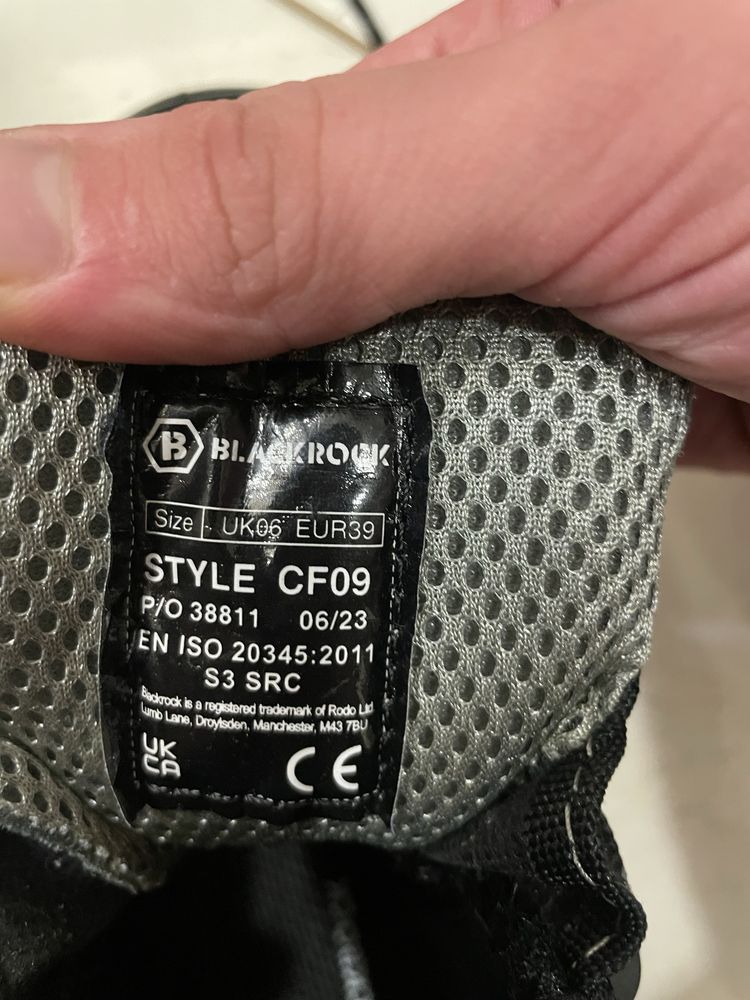 B BLACKROCK
Size UK06 EUR39
STYLE CF09
P/O 38811 06/23
EN ISO 20345:2011
S3 SRC
Backrock is a registered trademark of Rodo Ltd
Lumb Lane, Droylsden, Manchester, M43 7BU
UK
CA CE